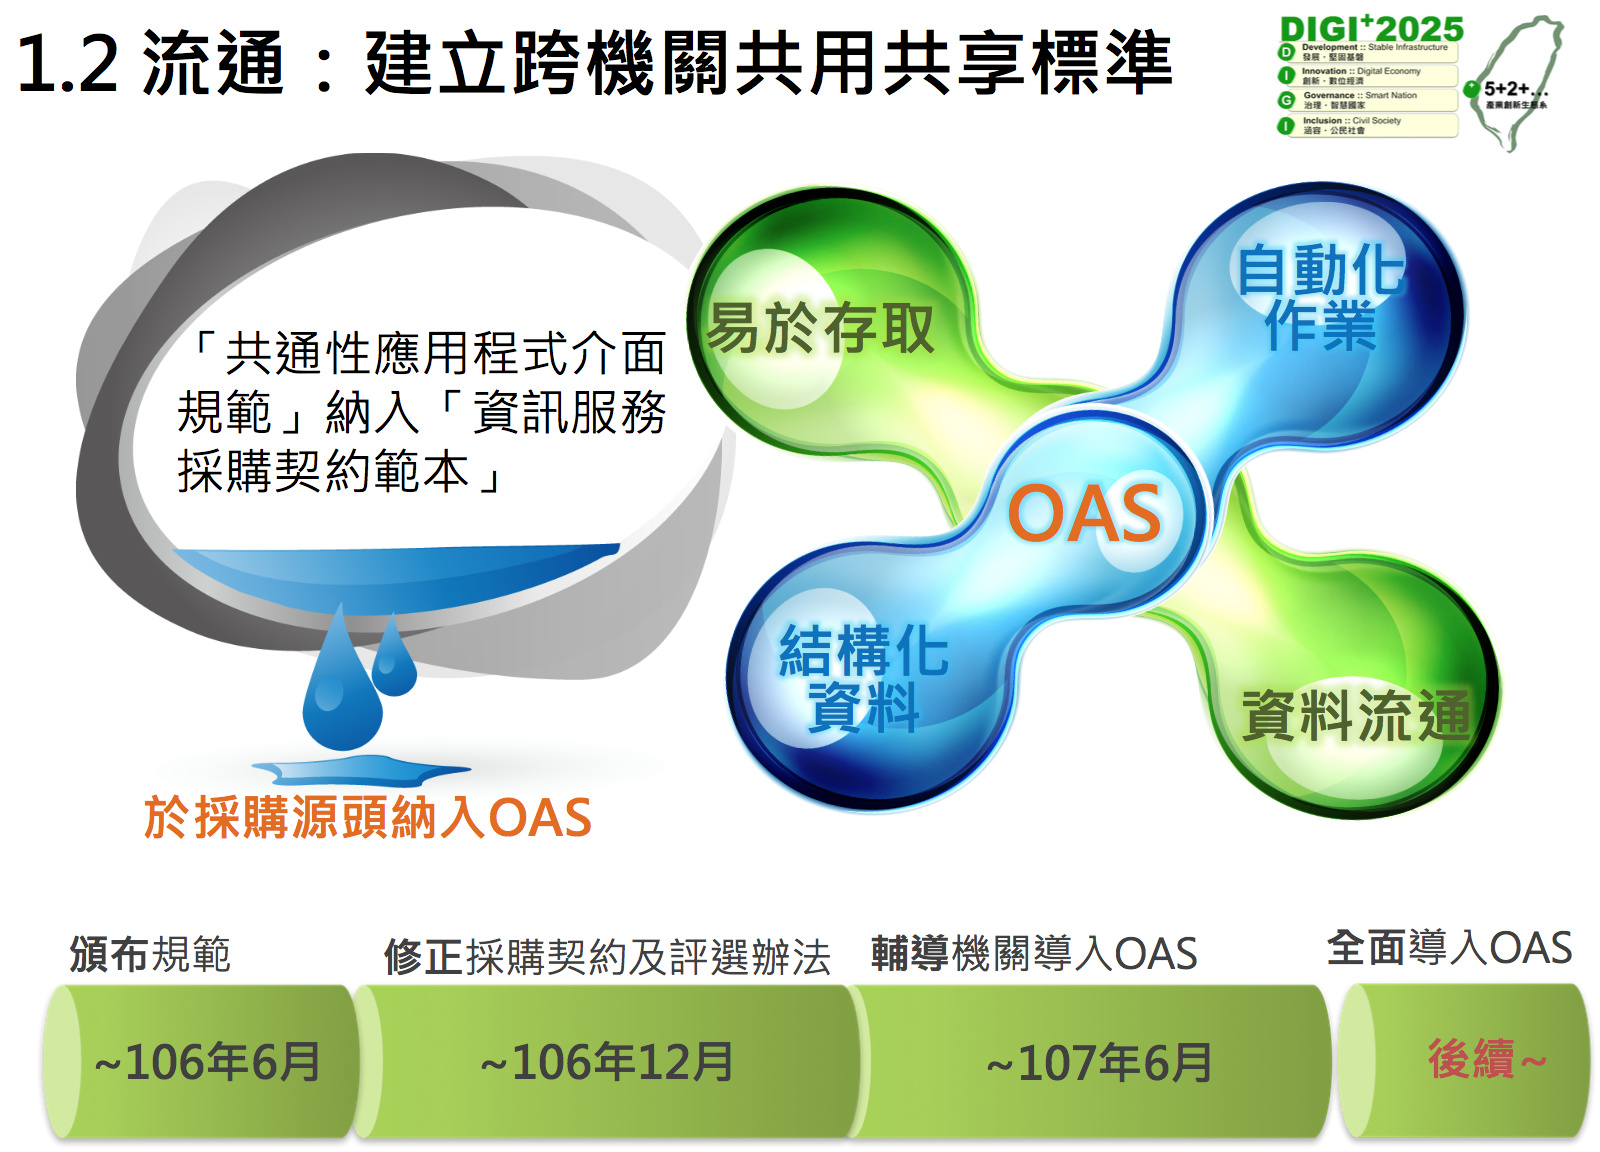 1.2 流通：建立跨機關共用共享標準
DIGI+2025
D Development :: Stable Infrastructure
發展．堅固基磐
I Innovation :: Digital Economy
創新．數位經濟
G Governance :: Smart Nation
治理．智慧國家
I Inclusion :: Civil Society
涵容．公民社會
+ 5+2+...
產業創新生態系
「共通性應用程式介面
規範」納入「資訊服務
採購契約範本」
於採購源頭納入OAS
易於存取
自動化
作業
OAS
結構化
資料
資料流通
頒布規範
修正採購契約及評選辦法
輔導機關導入OAS
全面導入OAS
~106年6月
~106年12月
~107年6月
後續~